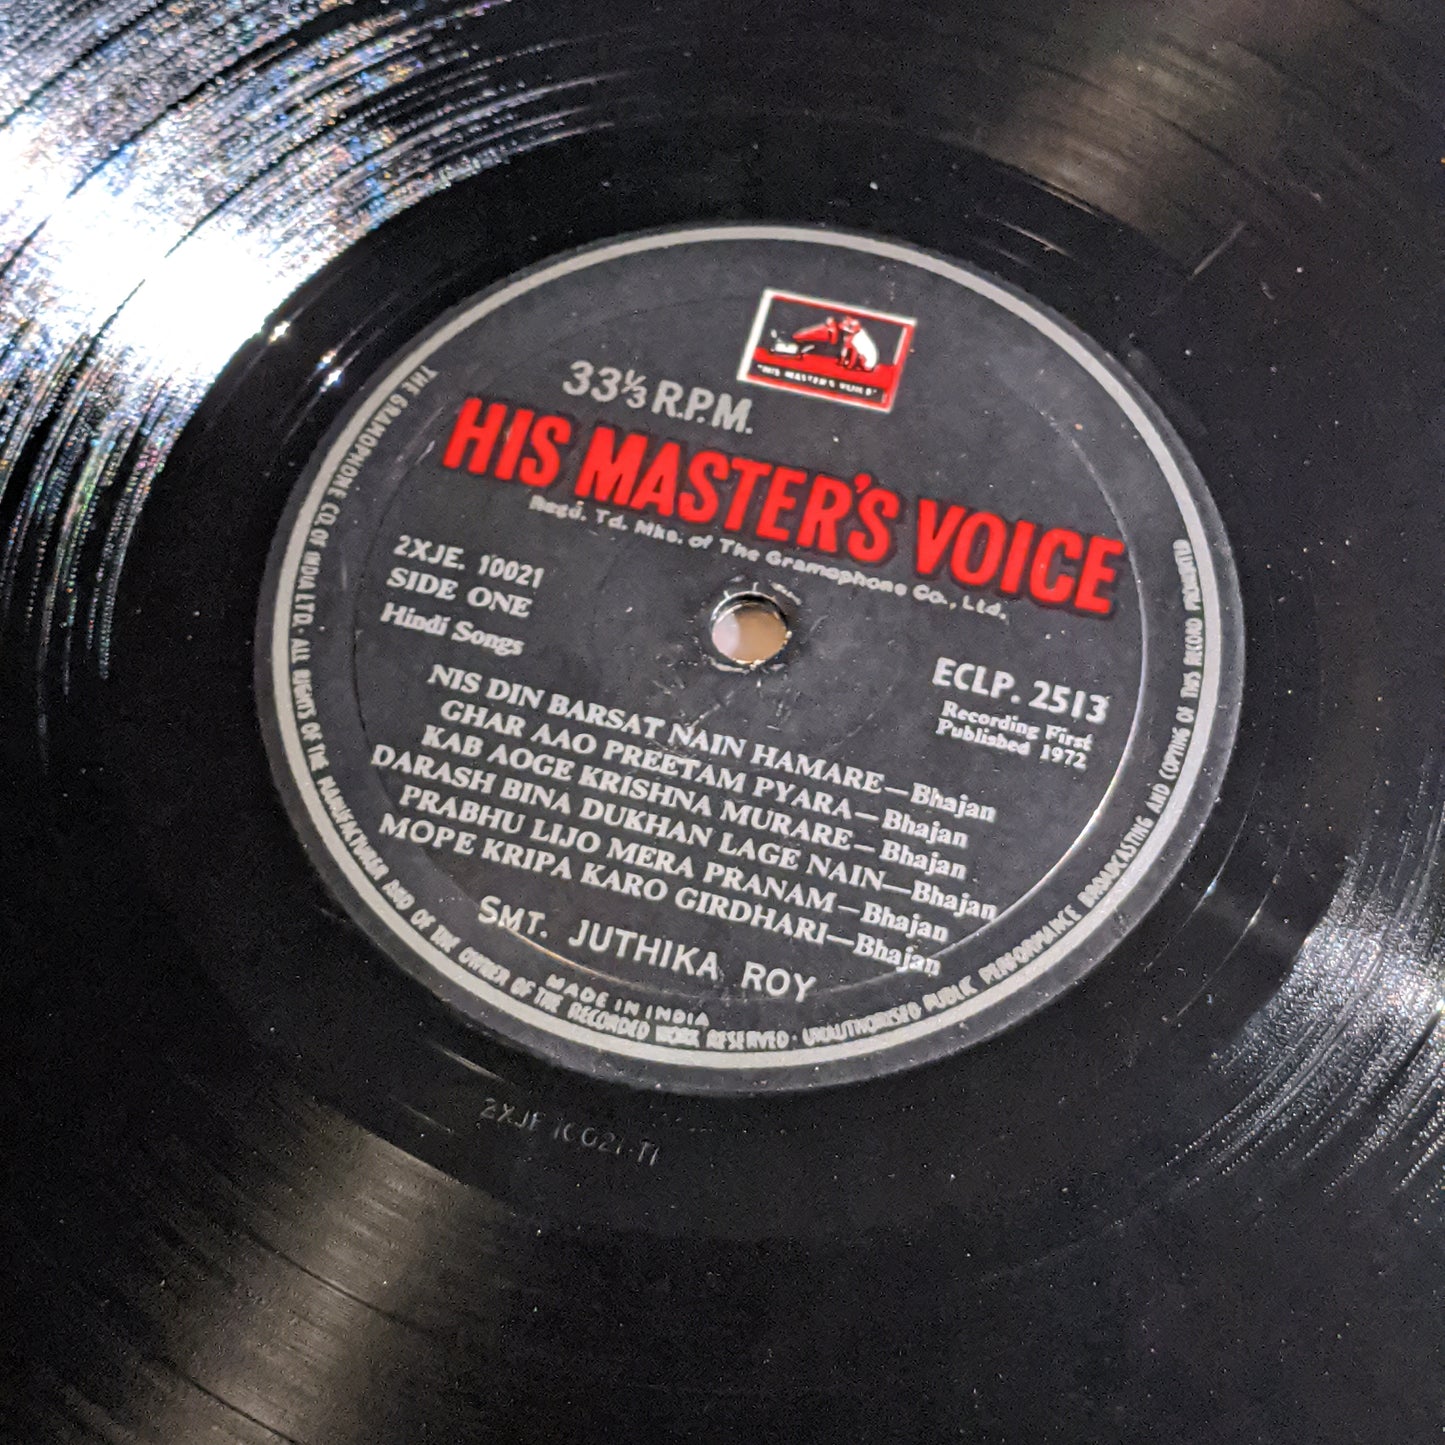 "HIS MASTER'S VOICE"
33⅓ R.P.M.
HIS MASTER'S VOICE
Regd. Td. Mks. of The Gramophone Co., Ltd.
2XJE. 10021
SIDE ONE
Hindi Songs
ECLP. 2513
Recording First
Published 1972
NIS DIN BARSAT NAIN HAMARE—Bhajan
GHAR AAO PREETAM PYARA—Bhajan
KAB AOGE KRISHNA MURARE—Bhajan
DARASH BINA DUKHAN LAGE NAIN—Bhajan
PRABHU LIJO MERA PRANAM—Bhajan
MOPE KRIPA KARO GIRDHARI—Bhajan
SMT. JUTHIKA ROY
MADE IN INDIA
THE GRAMOPHONE CO. OF INDIA LTD. · ALL RIGHTS OF THE MANUFACTURER AND OF THE OWNER OF THE RECORDED WORK RESERVED · UNAUTHORISED PUBLIC PERFORMANCE BROADCASTING AND COPYING OF THIS RECORD PROHIBITED
2XJE 10021-T1